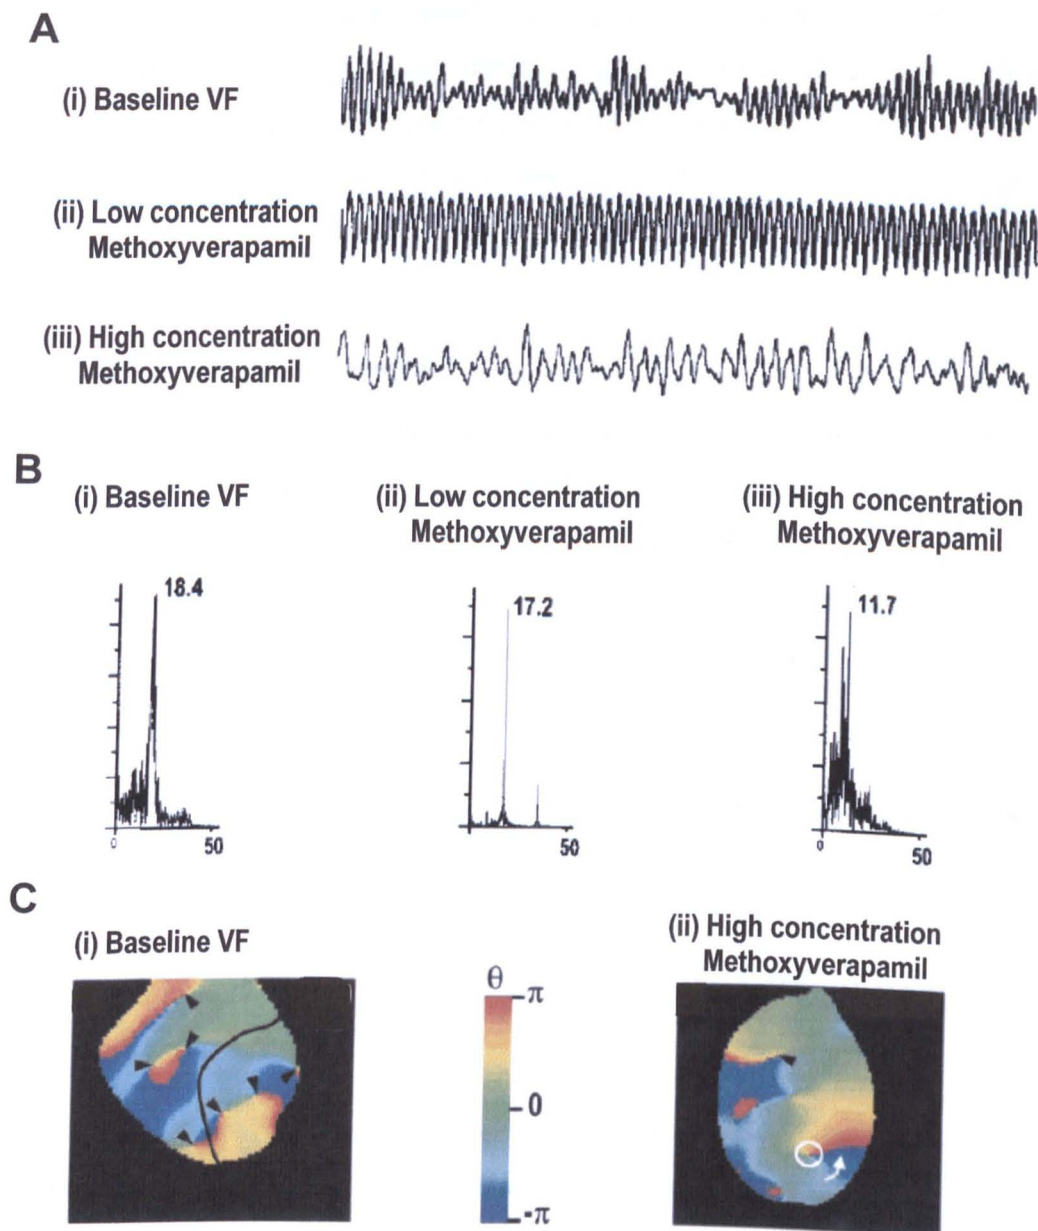 A
(i) Baseline VF
(ii) Low concentration
Methoxyverapamil
(iii) High concentration
Methoxyverapamil
B
(i) Baseline VF
(ii) Low concentration
Methoxyverapamil
(iii) High concentration
Methoxyverapamil
18.4
17.2
11.7
0
50
50
0
50
C
(i) Baseline VF
(ii) High concentration
Methoxyverapamil
θ
π
0
-π